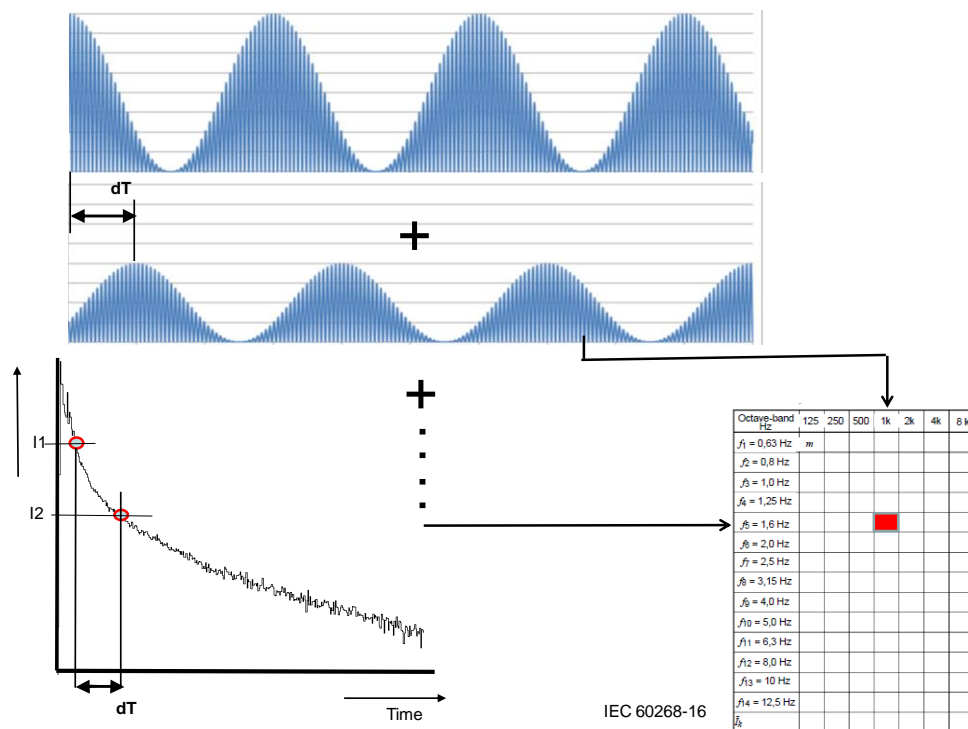 dT
+
+
I1
I2
dT
Time
IEC 60268-16
Octave-band Hz 125 250 500 1k 2k 4k 8 k
f1 = 0,63 Hz m
f2 = 0,8 Hz
f3 = 1,0 Hz
f4 = 1,25 Hz
f5 = 1,6 Hz
f6 = 2,0 Hz
f7 = 2,5 Hz
f8 = 3,15 Hz
f9 = 4,0 Hz
f10 = 5,0 Hz
f11 = 6,3 Hz
f12 = 8,0 Hz
f13 = 10 Hz
f14 = 12,5 Hz